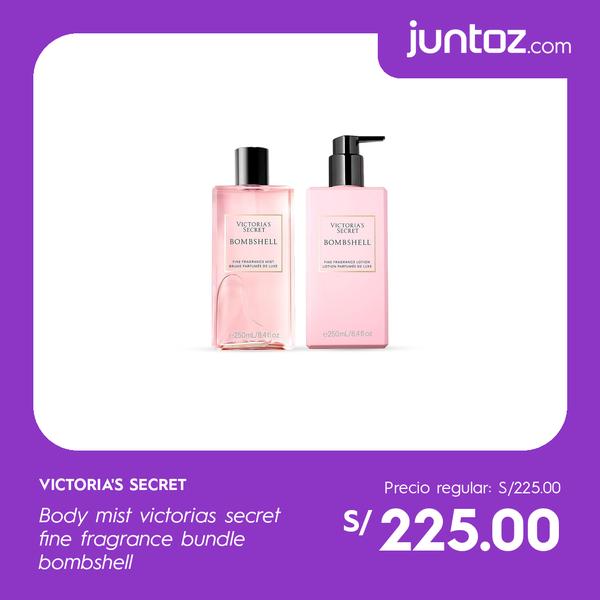 juntoz.com
VICTORIA'S
SECRET
BOMBSHELL
FINE FRAGRANCE MIST
BRUME PARFUMÉE DE LUXE
℮250mL/8.4fl oz
VICTORIA'S
SECRET
BOMBSHELL
FINE FRAGRANCE LOTION
LOTION PARFUMÉE DE LUXE
℮250mL/8.4fl oz
VICTORIA'S SECRET
Body mist victorias secret
fine fragrance bundle
bombshell
Precio regular: S/225.00
S/ 225.00